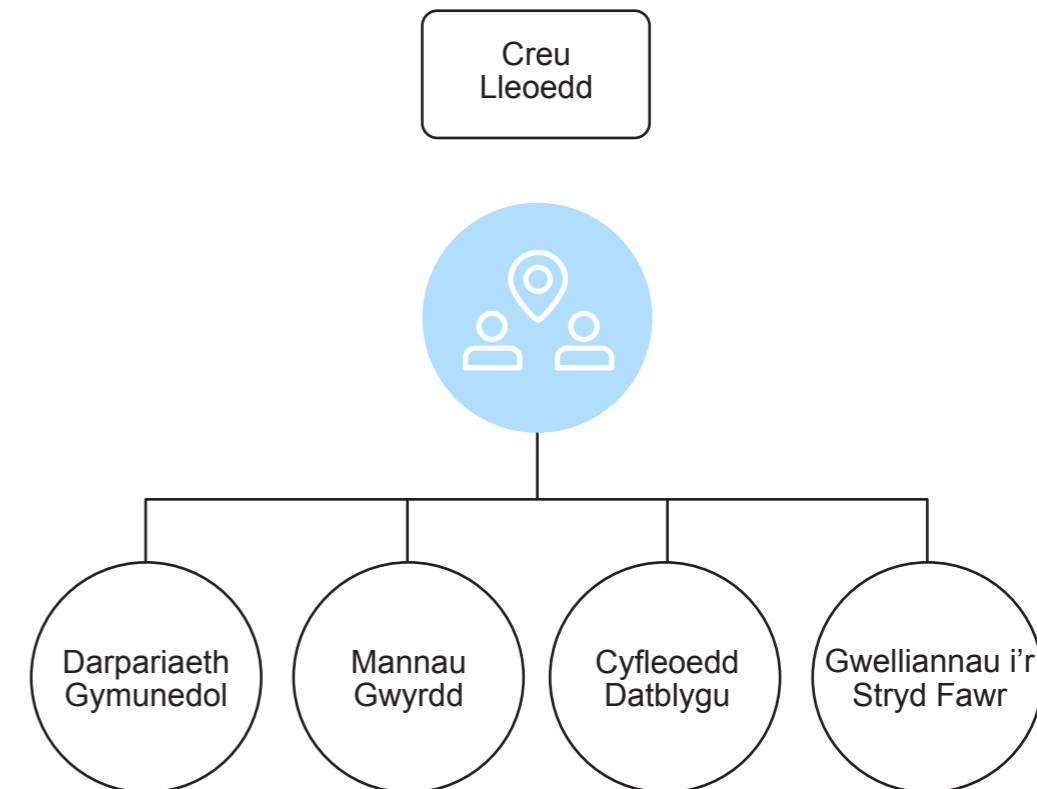 Creu
Lleoedd
Darpariaeth
Gymunedol
Mannau
Gwyrdd
Cyfleoedd
Datblygu
Gwelliannau i’r
Stryd Fawr